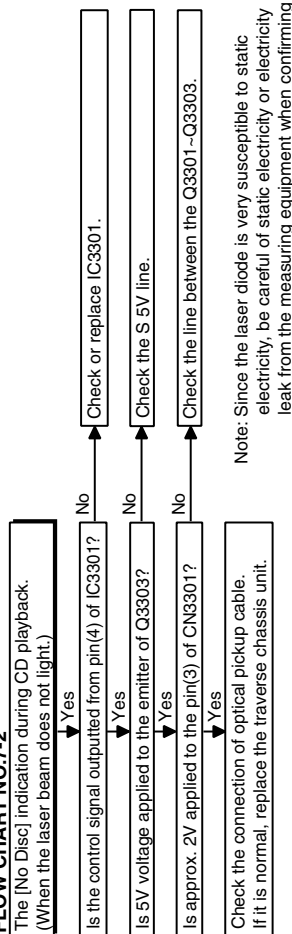 FLOW CHART NO.7-2
The [No Disc] indication during CD playback.
(When the laser beam does not light.)
Yes
Is the control signal outputted from pin(4) of IC3301?
No
Check or replace IC3301.
Yes
Is 5V voltage applied to the emitter of Q3303?
No
Check the S 5V line.
Yes
Is approx. 2V applied to the pin(3) of CN3301?
No
Check the line between the Q3301~Q3303.
Yes
Check the connection of optical pickup cable.
If it is normal, replace the traverse chassis unit.
Note: Since the laser diode is very susceptible to static
electricity, be careful of static electricity or electricity
leak from the measuring equipment when confirming